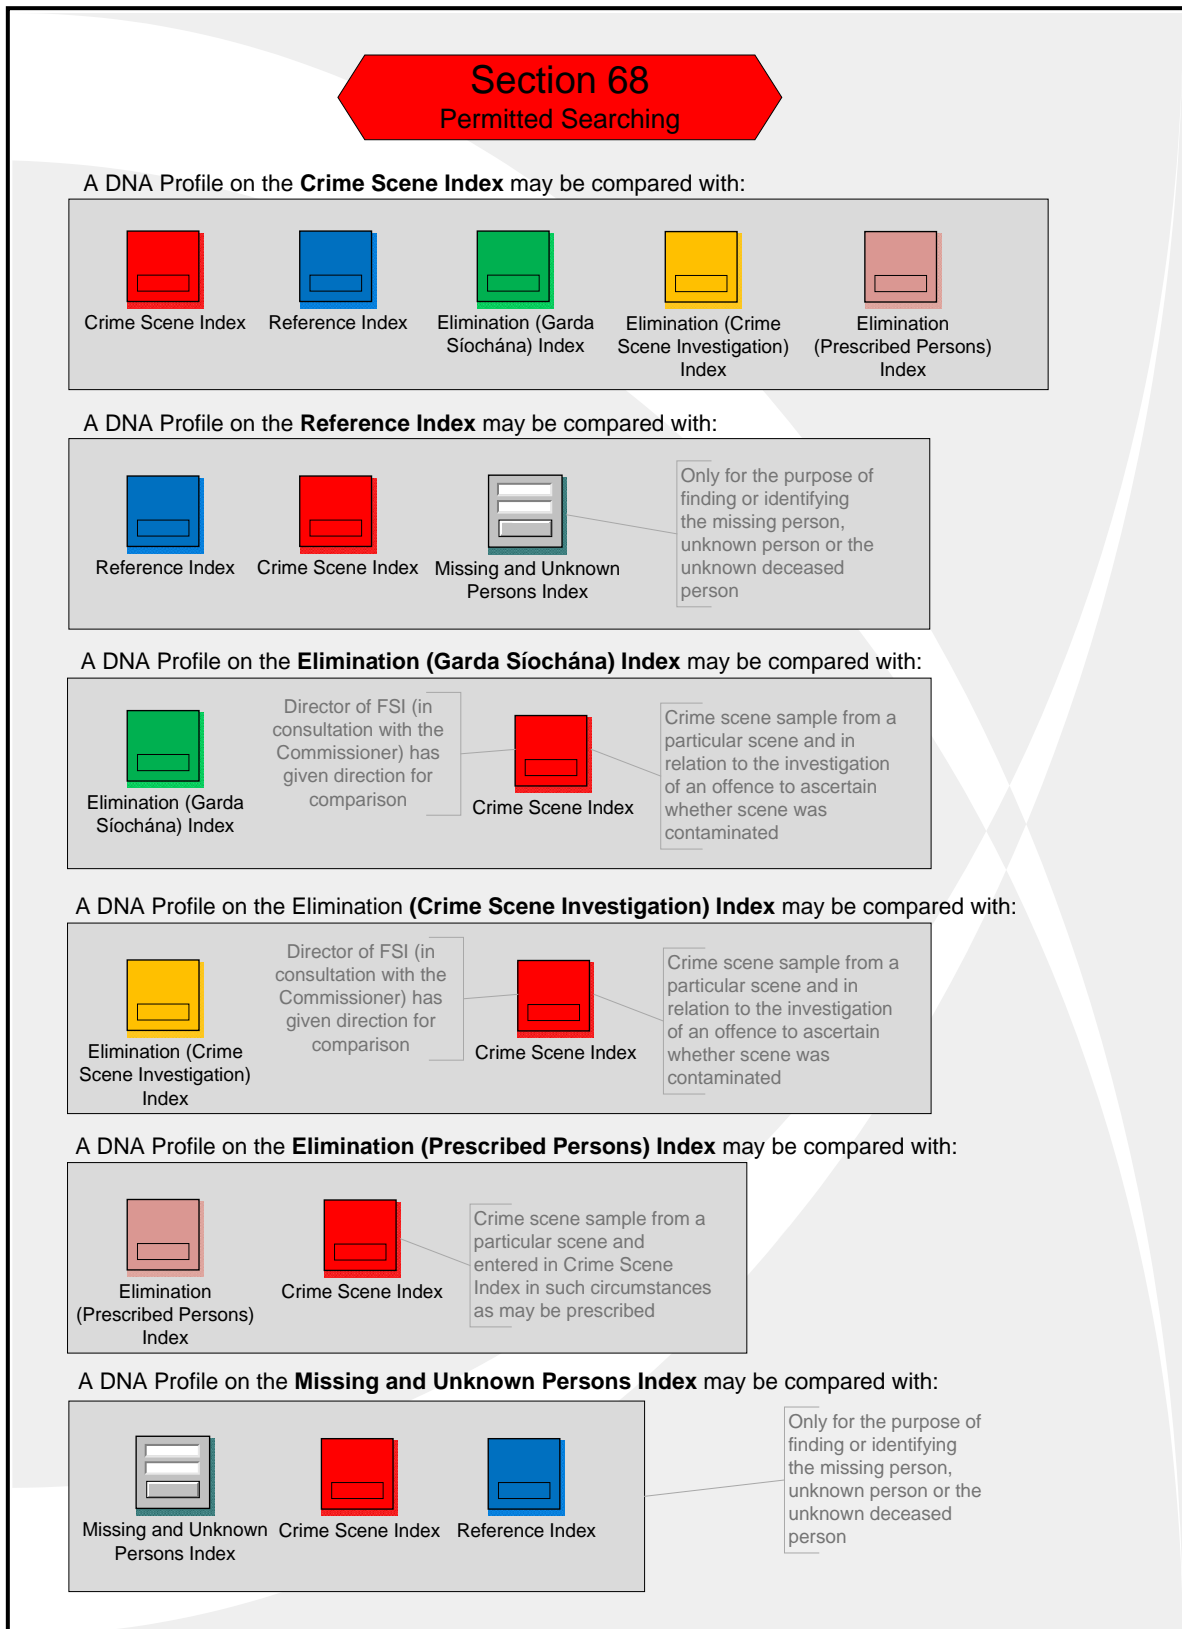 Section 68
Permitted Searching
A DNA Profile on the Crime Scene Index may be compared with:
Crime Scene Index
Reference Index
Elimination (Garda
Síochána) Index
Elimination (Crime
Scene Investigation)
Index
Elimination
(Prescribed Persons)
Index
A DNA Profile on the Reference Index may be compared with:
Reference Index
Crime Scene Index
Missing and Unknown
Persons Index
Only for the purpose of
finding or identifying
the missing person,
unknown person or the
unknown deceased
person
A DNA Profile on the Elimination (Garda Síochána) Index may be compared with:
Elimination (Garda
Síochána) Index
Director of FSI (in
consultation with the
Commissioner) has
given direction for
comparison
Crime Scene Index
Crime scene sample from a
particular scene and in
relation to the investigation
of an offence to ascertain
whether scene was
contaminated
A DNA Profile on the Elimination (Crime Scene Investigation) Index may be compared with:
Elimination (Crime
Scene Investigation)
Index
Director of FSI (in
consultation with the
Commissioner) has
given direction for
comparison
Crime Scene Index
Crime scene sample from a
particular scene and in
relation to the investigation
of an offence to ascertain
whether scene was
contaminated
A DNA Profile on the Elimination (Prescribed Persons) Index may be compared with:
Elimination
(Prescribed Persons)
Index
Crime Scene Index
Crime scene sample from a
particular scene and
entered in Crime Scene
Index in such circumstances
as may be prescribed
A DNA Profile on the Missing and Unknown Persons Index may be compared with:
Missing and Unknown
Persons Index
Crime Scene Index
Reference Index
Only for the purpose of
finding or identifying
the missing person,
unknown person or the
unknown deceased
person